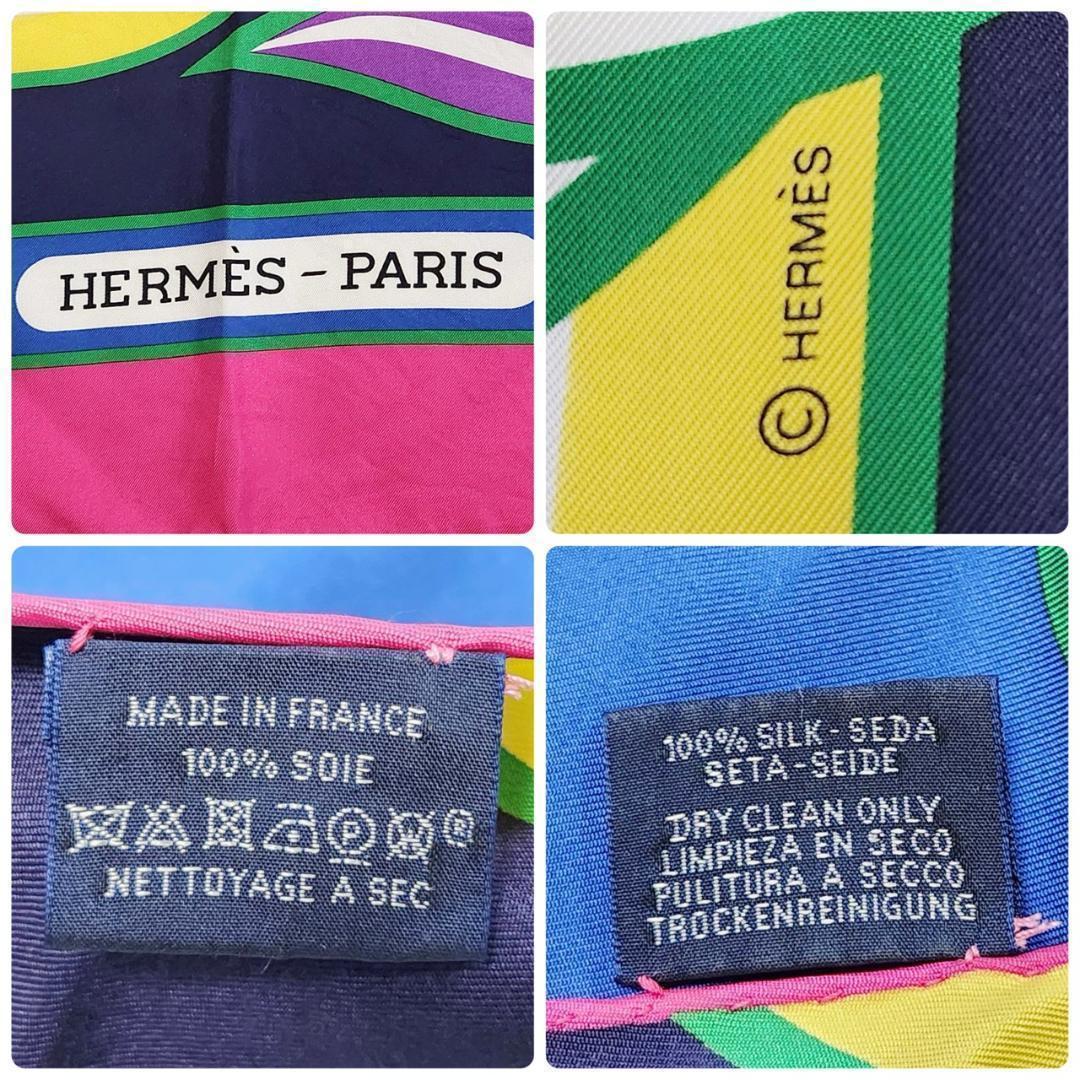 HERMÈS - PARIS
© HERMÈS
MADE IN FRANCE
100% SOIE
P W R
NETTOYAGE A SEC
100% SILK - SEDA
SETA - SEIDE
DRY CLEAN ONLY
LIMPIEZA EN SECO
PULITURA A SECCO
TROCKENREINIGUNG